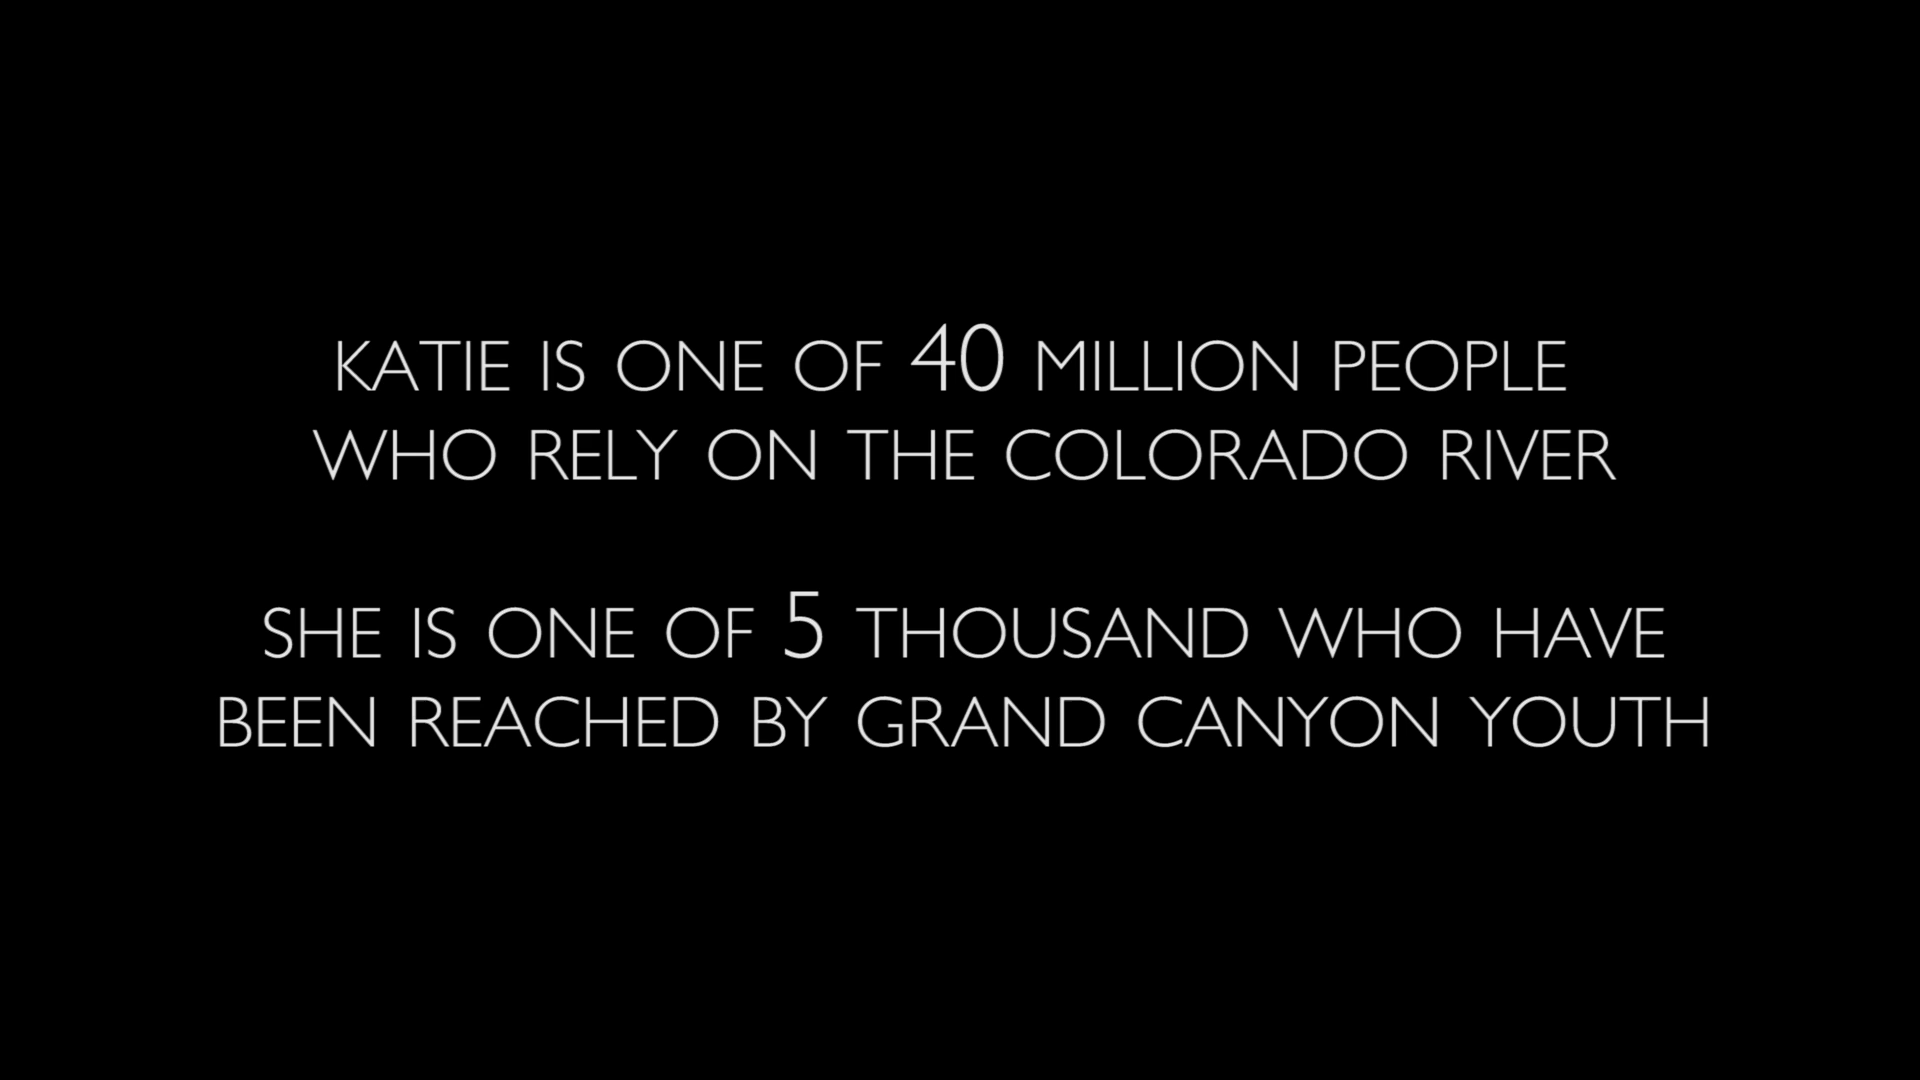 KATIE IS ONE OF 40 MILLION PEOPLE
WHO RELY ON THE COLORADO RIVER
SHE IS ONE OF 5 THOUSAND WHO HAVE
BEEN REACHED BY GRAND CANYON YOUTH